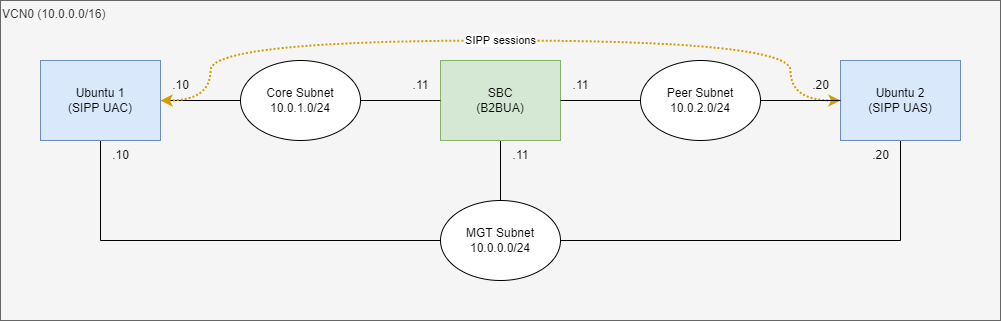 VCN0 (10.0.0.0/16)
SIPP sessions
Ubuntu 1
(SIPP UAC)
.10
Core Subnet
10.0.1.0/24
.11
SBC
(B2BUA)
.11
Peer Subnet
10.0.2.0/24
.20
Ubuntu 2
(SIPP UAS)
.10
.11
.20
MGT Subnet
10.0.0.0/24